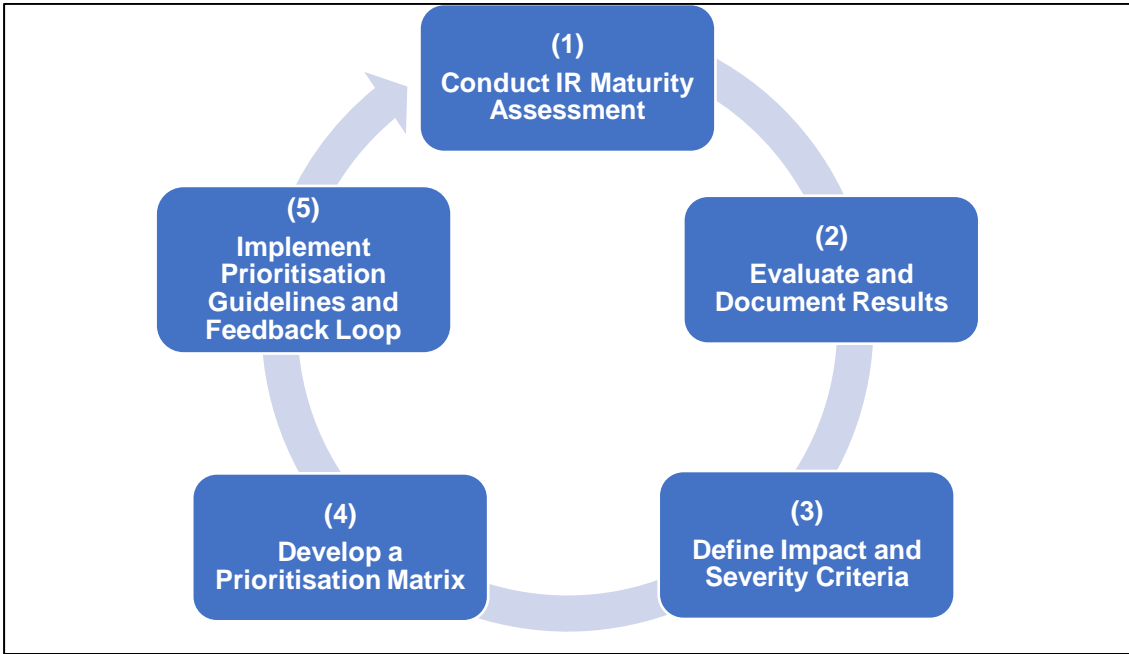 (1)
Conduct IR Maturity
Assessment
(2)
Evaluate and
Document Results
(3)
Define Impact and
Severity Criteria
(4)
Develop a
Prioritisation Matrix
(5)
Implement
Prioritisation
Guidelines and
Feedback Loop